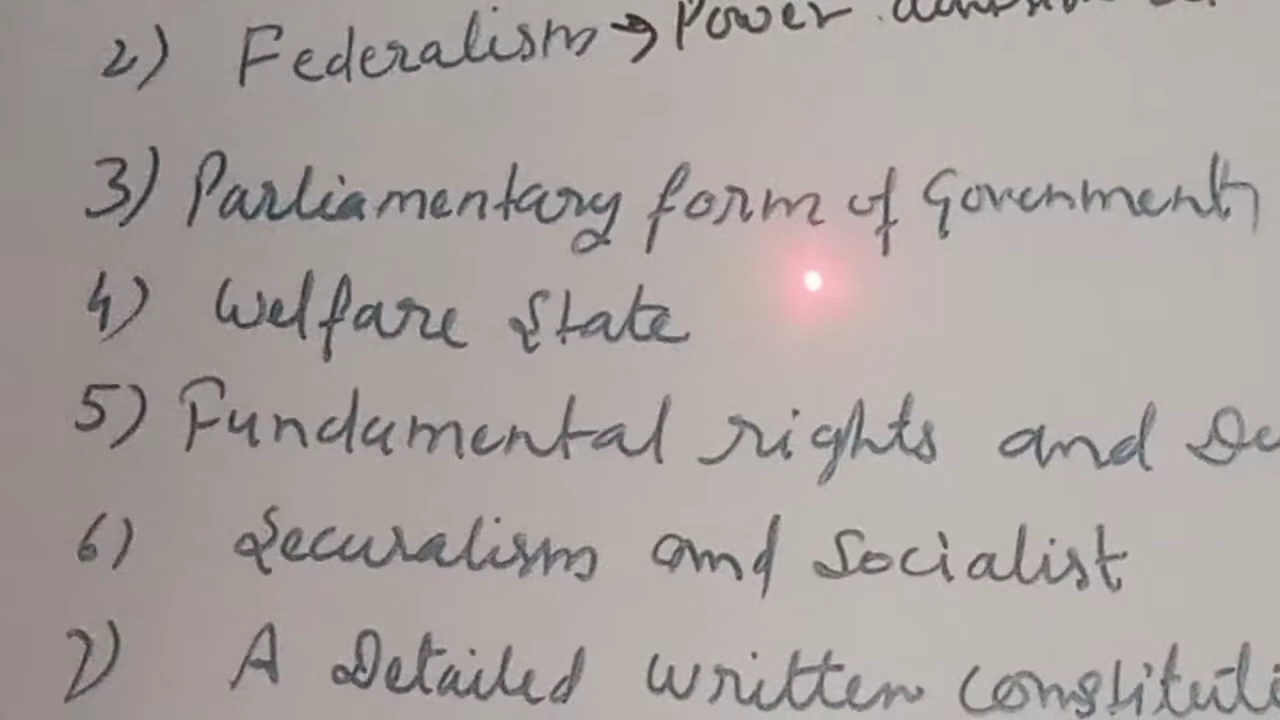 2) Federalism → Power
3) Parliamentary form of Government
4) Welfare State
5) Fundamental rights and
6) Securalism and Socialist
7) A Detailed written